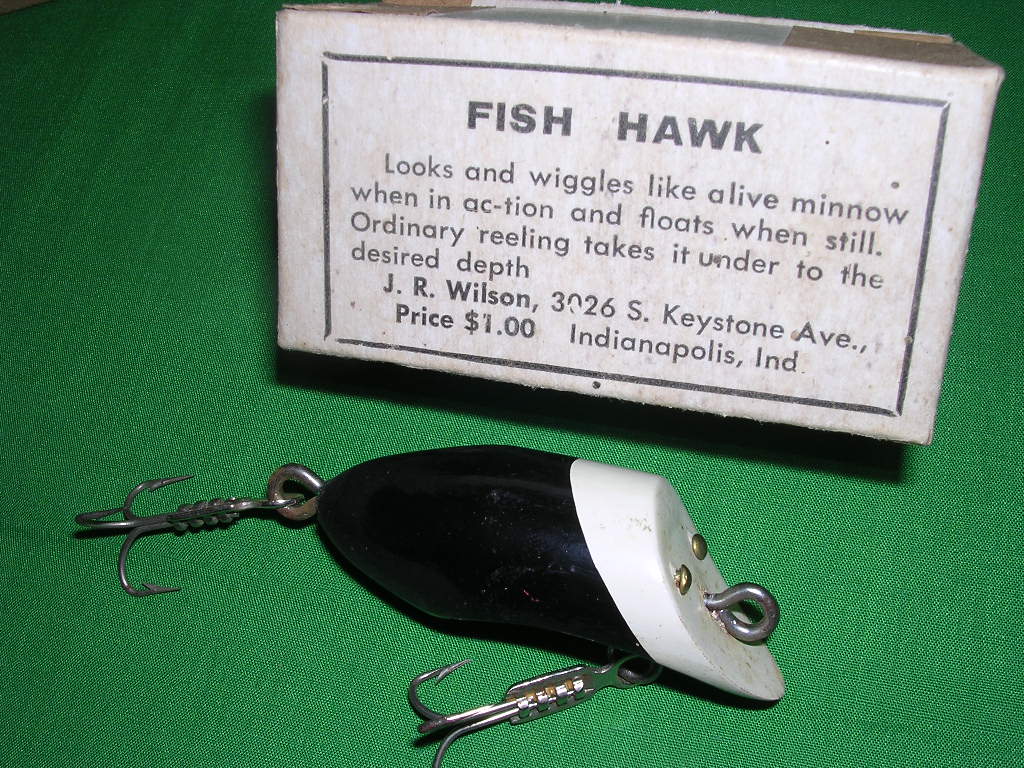 FISH HAWK
Looks and wiggles like alive minnow
when in ac-tion and floats when still.
Ordinary reeling takes it under to the
desired depth
J. R. Wilson, 3026 S. Keystone Ave.,
Price $1.00 Indianapolis, Ind